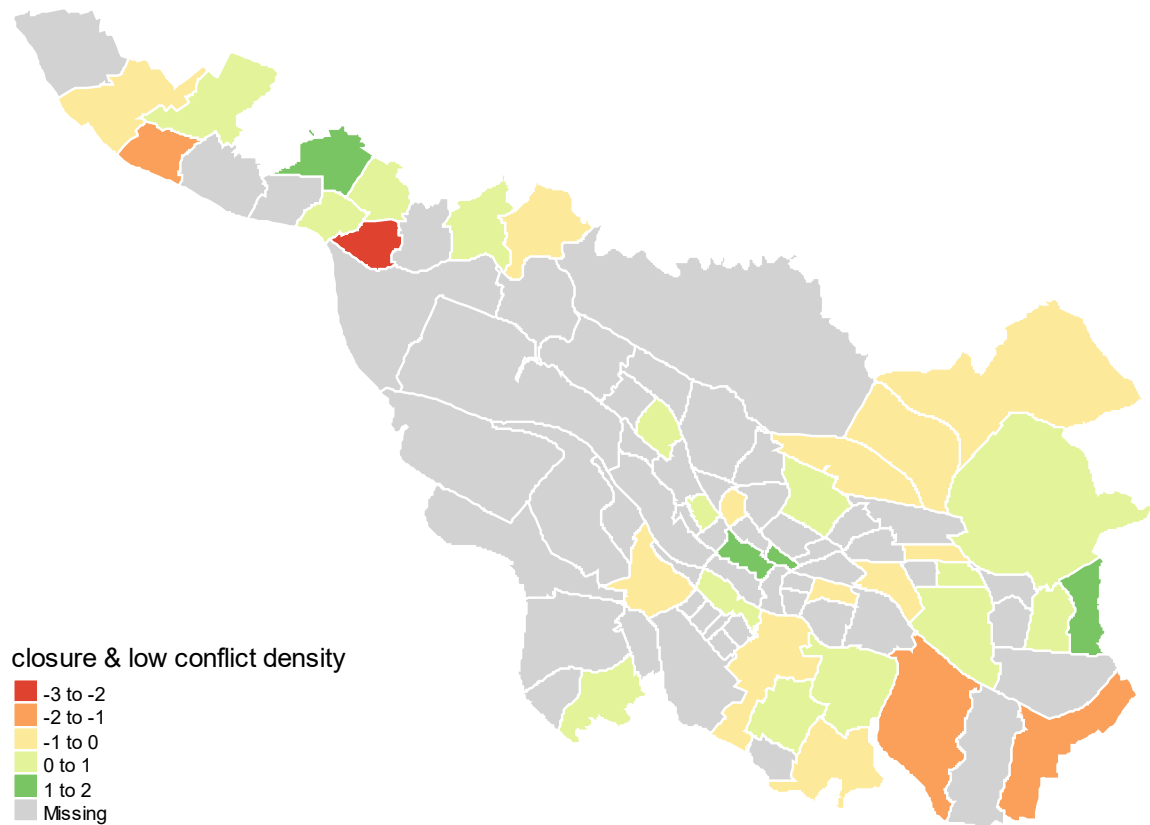 closure & low conflict density
-3 to -2
-2 to -1
-1 to 0
0 to 1
1 to 2
Missing